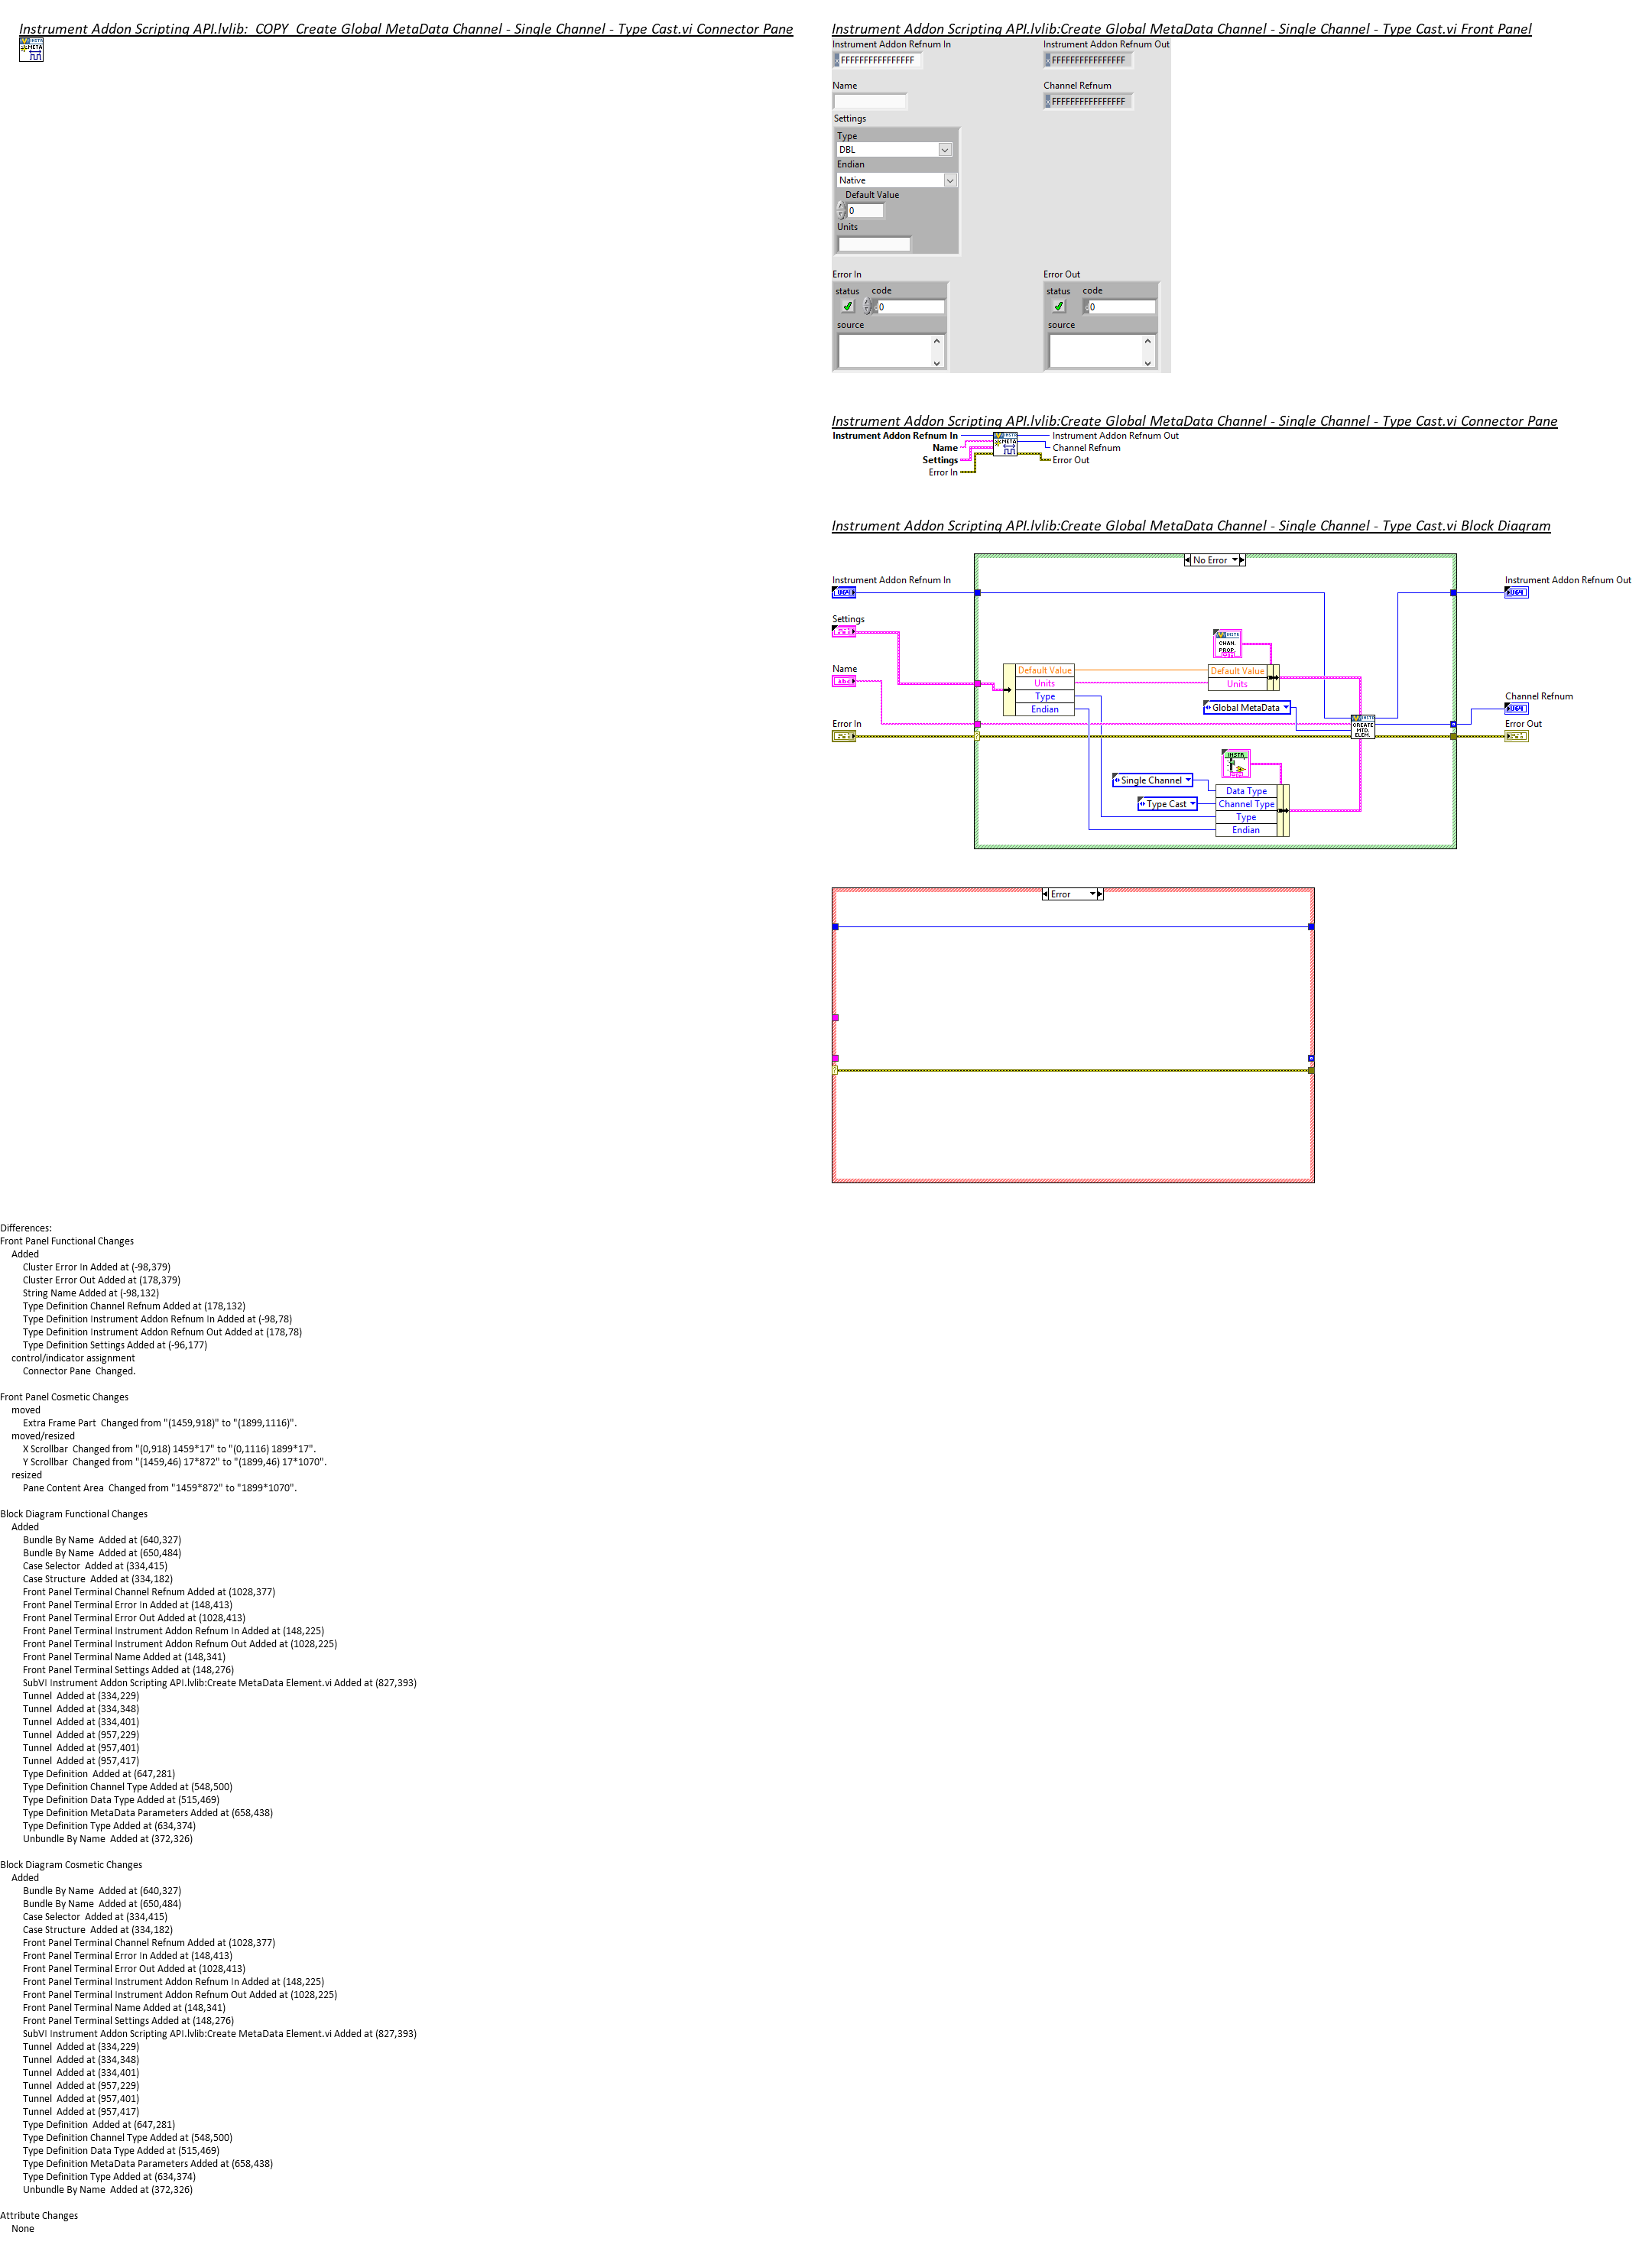 Instrument Addon Scripting API.lvlib:  COPY  Create Global MetaData Channel - Single Channel - Type Cast.vi Connector Pane
META
Instrument Addon Scripting API.lvlib:Create Global MetaData Channel - Single Channel - Type Cast.vi Front Panel
Instrument Addon Refnum In
Instrument Addon Refnum Out
x FFFFFFFFFFFFFFFF
x FFFFFFFFFFFFFFFF
Name
Channel Refnum
x FFFFFFFFFFFFFFFF
Settings
Type
DBL
Endian
Native
Default Value
0
Units
Error In
Error Out
status code
status code
0
0
source
source
Instrument Addon Scripting API.lvlib:Create Global MetaData Channel - Single Channel - Type Cast.vi Connector Pane
Instrument Addon Refnum In
Instrument Addon Refnum Out
META
Name
Channel Refnum
Settings
Error Out
Error In
Instrument Addon Scripting API.lvlib:Create Global MetaData Channel - Single Channel - Type Cast.vi Block Diagram
No Error
Instrument Addon Refnum In
Instrument Addon Refnum Out
Settings
CHAN. PROP.
Name
Default Value
Units
Type
Endian
Default Value
Units
Channel Refnum
Global MetaData
Error In
CREATE MTD. ELEM.
Error Out
INSTR
Single Channel
Data Type
Type Cast
Channel Type
Type
Endian
Error
Differences:
Front Panel Functional Changes
Added
Cluster Error In Added at (-98,379)
Cluster Error Out Added at (178,379)
String Name Added at (-98,132)
Type Definition Channel Refnum Added at (178,132)
Type Definition Instrument Addon Refnum In Added at (-98,78)
Type Definition Instrument Addon Refnum Out Added at (178,78)
Type Definition Settings Added at (-96,177)
control/indicator assignment
Connector Pane  Changed.
Front Panel Cosmetic Changes
moved
Extra Frame Part  Changed from "(1459,918)" to "(1899,1116)".
moved/resized
X Scrollbar  Changed from "(0,918) 1459*17" to "(0,1116) 1899*17".
Y Scrollbar  Changed from "(1459,46) 17*872" to "(1899,46) 17*1070".
resized
Pane Content Area  Changed from "1459*872" to "1899*1070".
Block Diagram Functional Changes
Added
Bundle By Name  Added at (640,327)
Bundle By Name  Added at (650,484)
Case Selector  Added at (334,415)
Case Structure  Added at (334,182)
Front Panel Terminal Channel Refnum Added at (1028,377)
Front Panel Terminal Error In Added at (148,413)
Front Panel Terminal Error Out Added at (1028,413)
Front Panel Terminal Instrument Addon Refnum In Added at (148,225)
Front Panel Terminal Instrument Addon Refnum Out Added at (1028,225)
Front Panel Terminal Name Added at (148,341)
Front Panel Terminal Settings Added at (148,276)
SubVI Instrument Addon Scripting API.lvlib:Create MetaData Element.vi Added at (827,393)
Tunnel  Added at (334,229)
Tunnel  Added at (334,348)
Tunnel  Added at (334,401)
Tunnel  Added at (957,229)
Tunnel  Added at (957,401)
Tunnel  Added at (957,417)
Type Definition  Added at (647,281)
Type Definition Channel Type Added at (548,500)
Type Definition Data Type Added at (515,469)
Type Definition MetaData Parameters Added at (658,438)
Type Definition Type Added at (634,374)
Unbundle By Name  Added at (372,326)
Block Diagram Cosmetic Changes
Added
Bundle By Name  Added at (640,327)
Bundle By Name  Added at (650,484)
Case Selector  Added at (334,415)
Case Structure  Added at (334,182)
Front Panel Terminal Channel Refnum Added at (1028,377)
Front Panel Terminal Error In Added at (148,413)
Front Panel Terminal Error Out Added at (1028,413)
Front Panel Terminal Instrument Addon Refnum In Added at (148,225)
Front Panel Terminal Instrument Addon Refnum Out Added at (1028,225)
Front Panel Terminal Name Added at (148,341)
Front Panel Terminal Settings Added at (148,276)
SubVI Instrument Addon Scripting API.lvlib:Create MetaData Element.vi Added at (827,393)
Tunnel  Added at (334,229)
Tunnel  Added at (334,348)
Tunnel  Added at (334,401)
Tunnel  Added at (957,229)
Tunnel  Added at (957,401)
Tunnel  Added at (957,417)
Type Definition  Added at (647,281)
Type Definition Channel Type Added at (548,500)
Type Definition Data Type Added at (515,469)
Type Definition MetaData Parameters Added at (658,438)
Type Definition Type Added at (634,374)
Unbundle By Name  Added at (372,326)
Attribute Changes
None